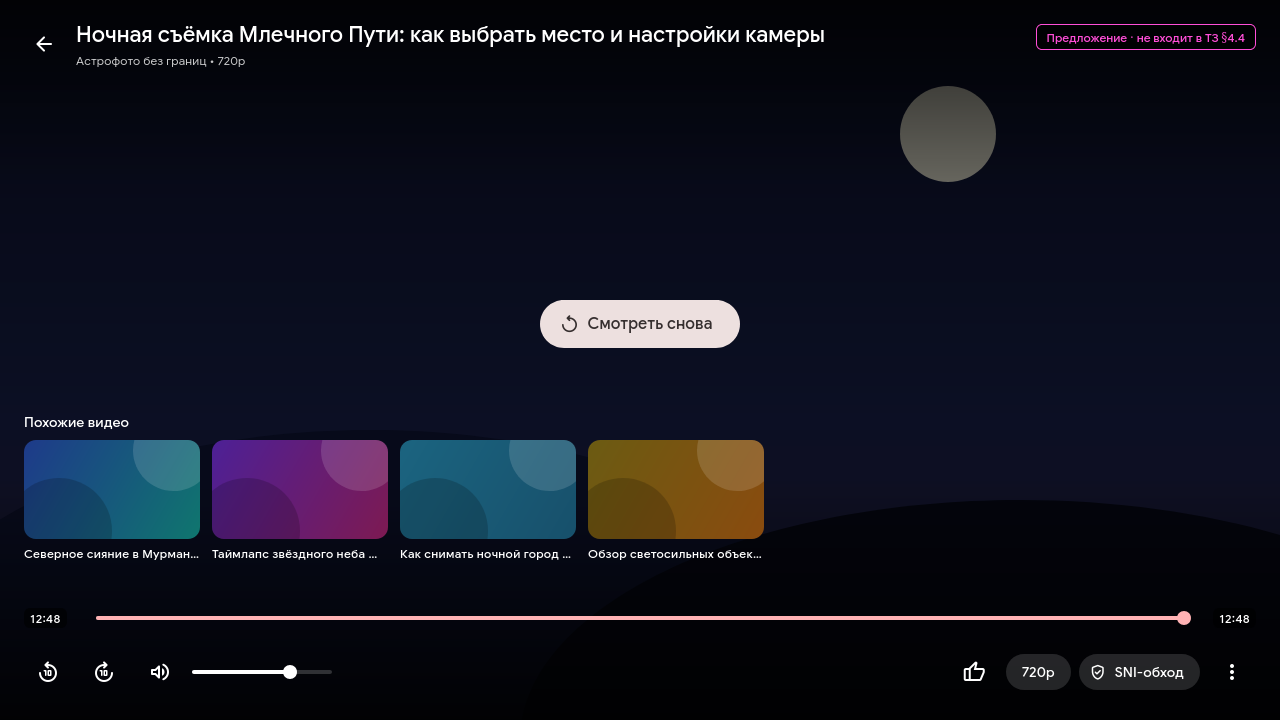 Ночная съёмка Млечного Пути: как выбрать место и настройки камеры
Астрофото без границ • 720p
Предложение · не входит в ТЗ §4.4
Смотреть снова
Похожие видео
Северное сияние в Мурман...
Таймлапс звёздного неба ...
Как снимать ночной город ...
Обзор светосильных объек...
12:48
12:48
10
10
720p
SNI-обход